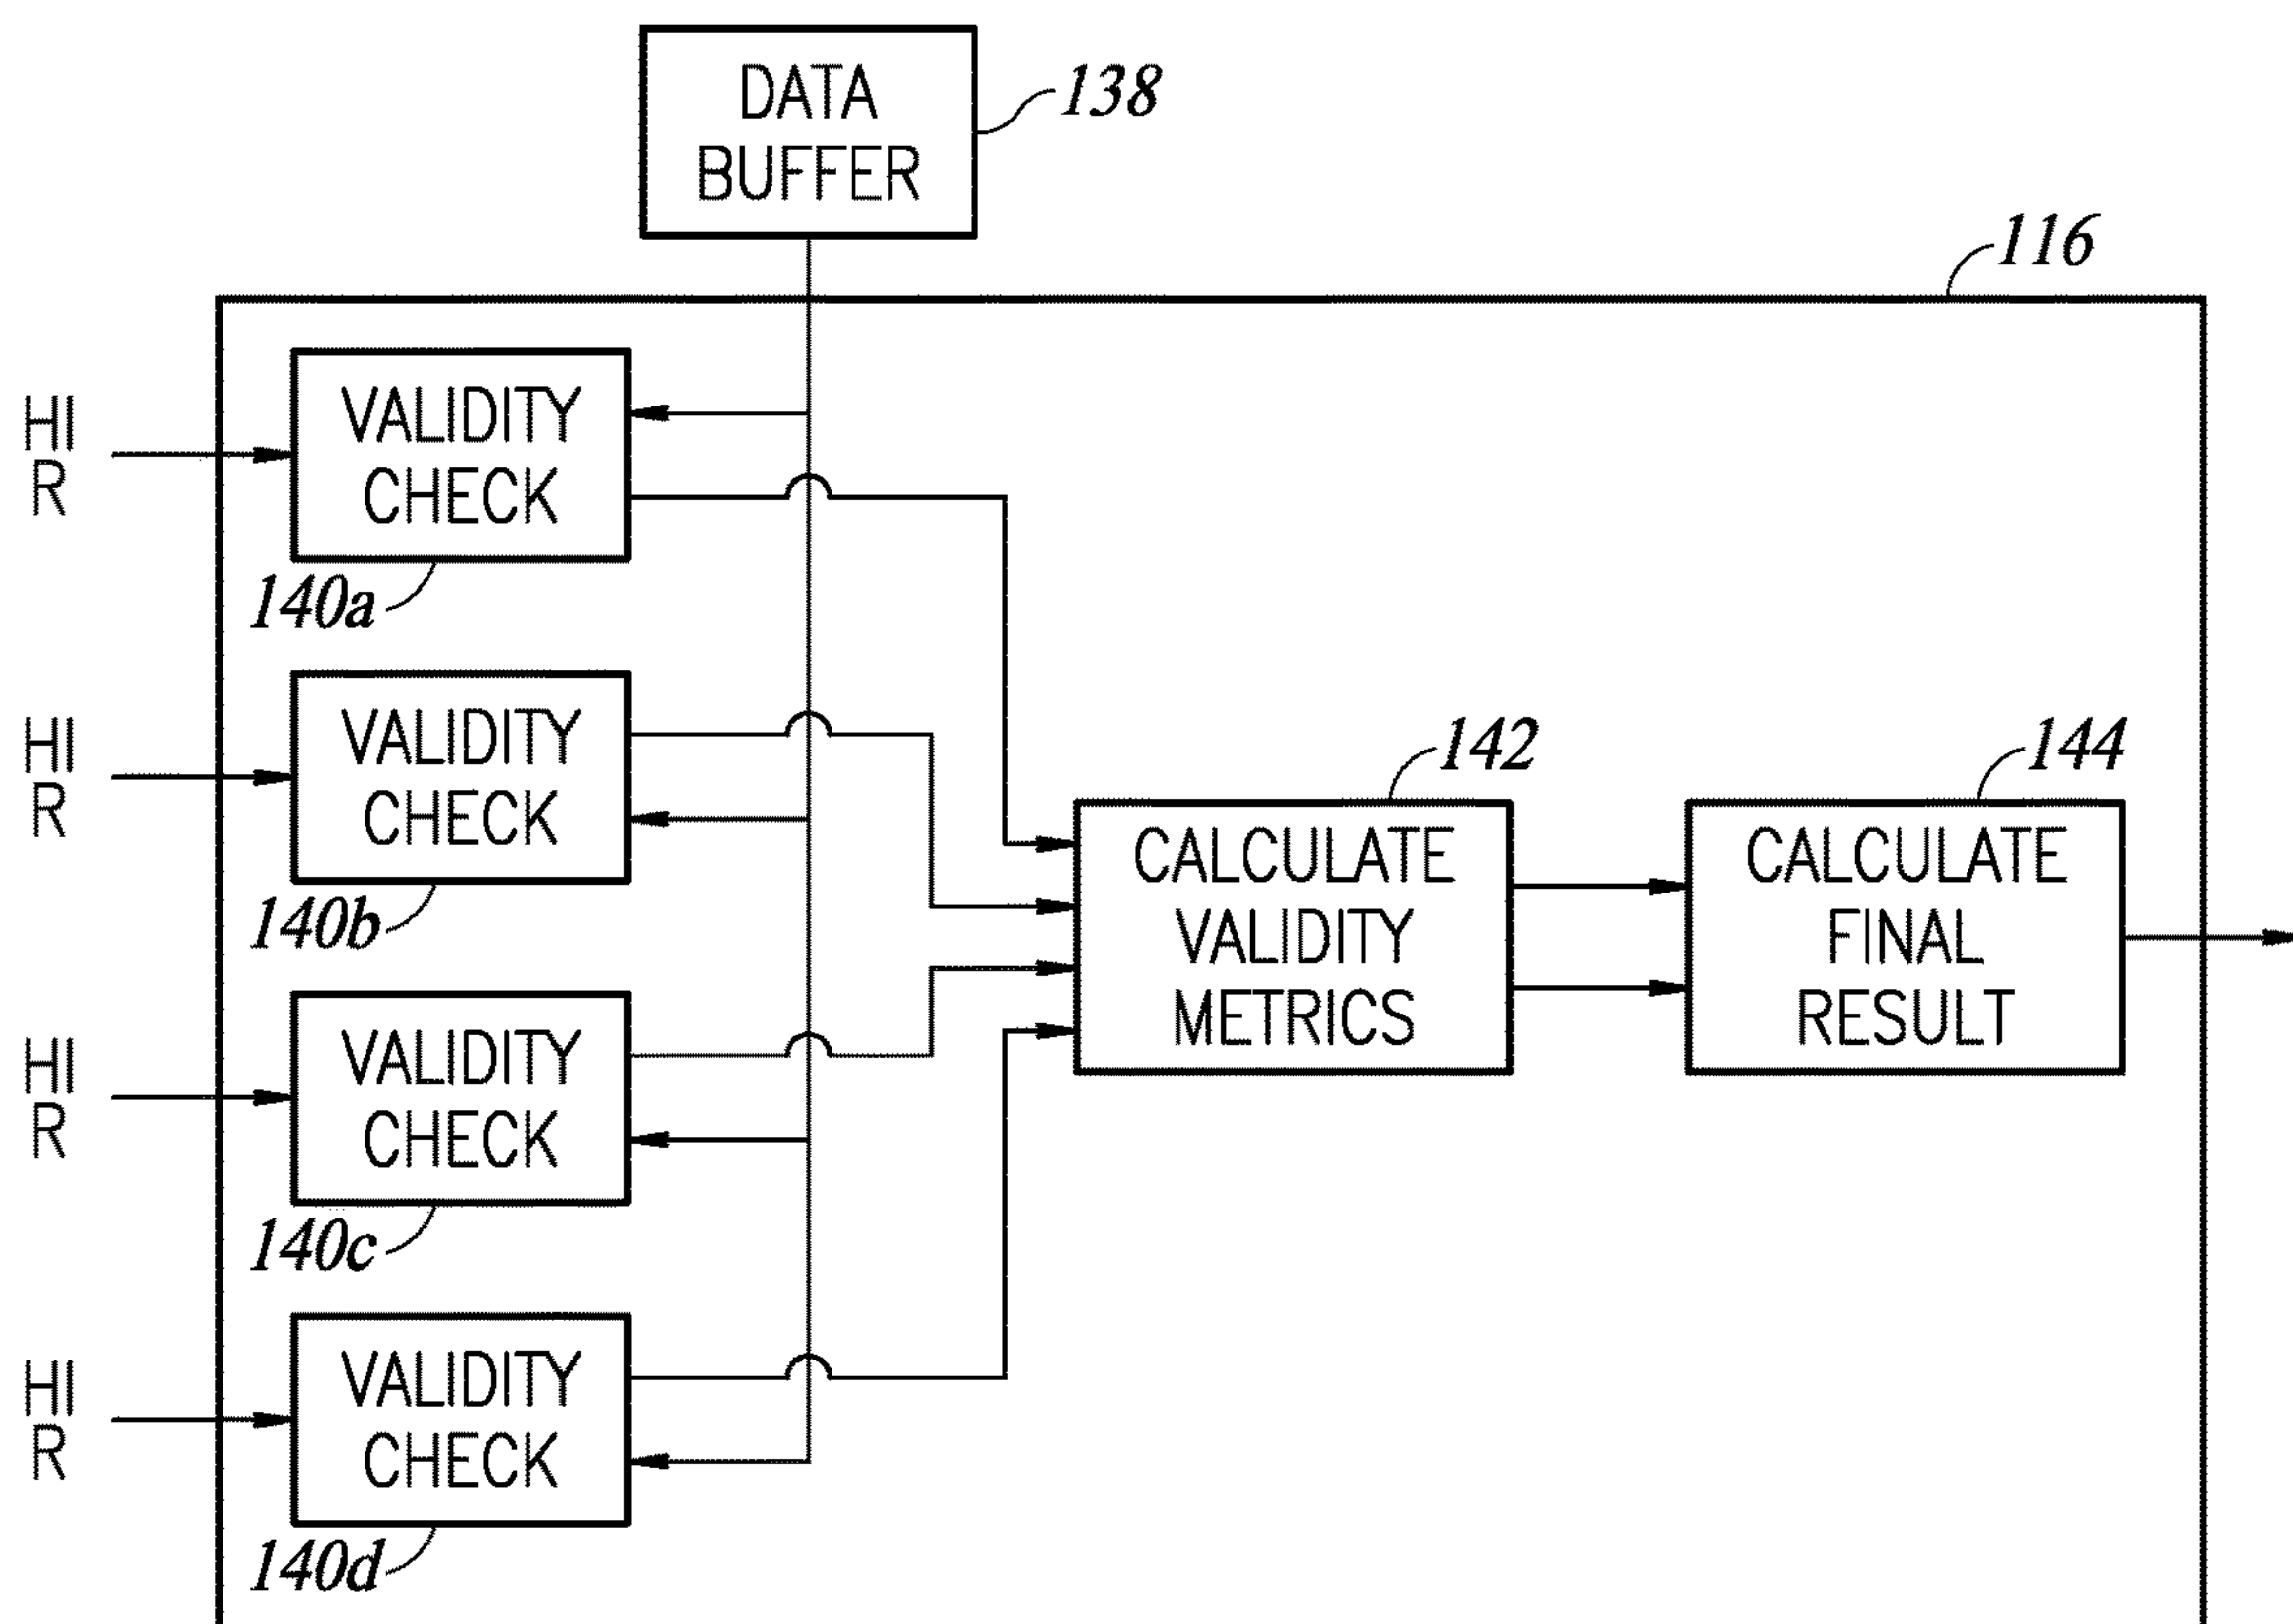 DATA
BUFFER
138
116
HI
R
VALIDITY
CHECK
140a
HI
R
VALIDITY
CHECK
140b
142
144
CALCULATE
VALIDITY
METRICS
CALCULATE
FINAL
RESULT
HI
R
VALIDITY
CHECK
140c
HI
R
VALIDITY
CHECK
140d